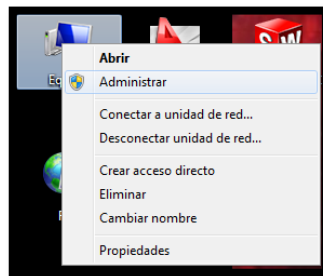 Abrir
Administrar
Conectar a unidad de red...
Desconectar unidad de red...
Crear acceso directo
Eliminar
Cambiar nombre
Propiedades